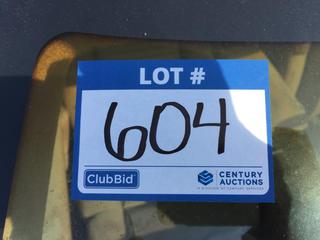 LOT #
604
ClubBid
CENTURY
AUCTIONS
A DIVISION OF CENTURY SERVICES